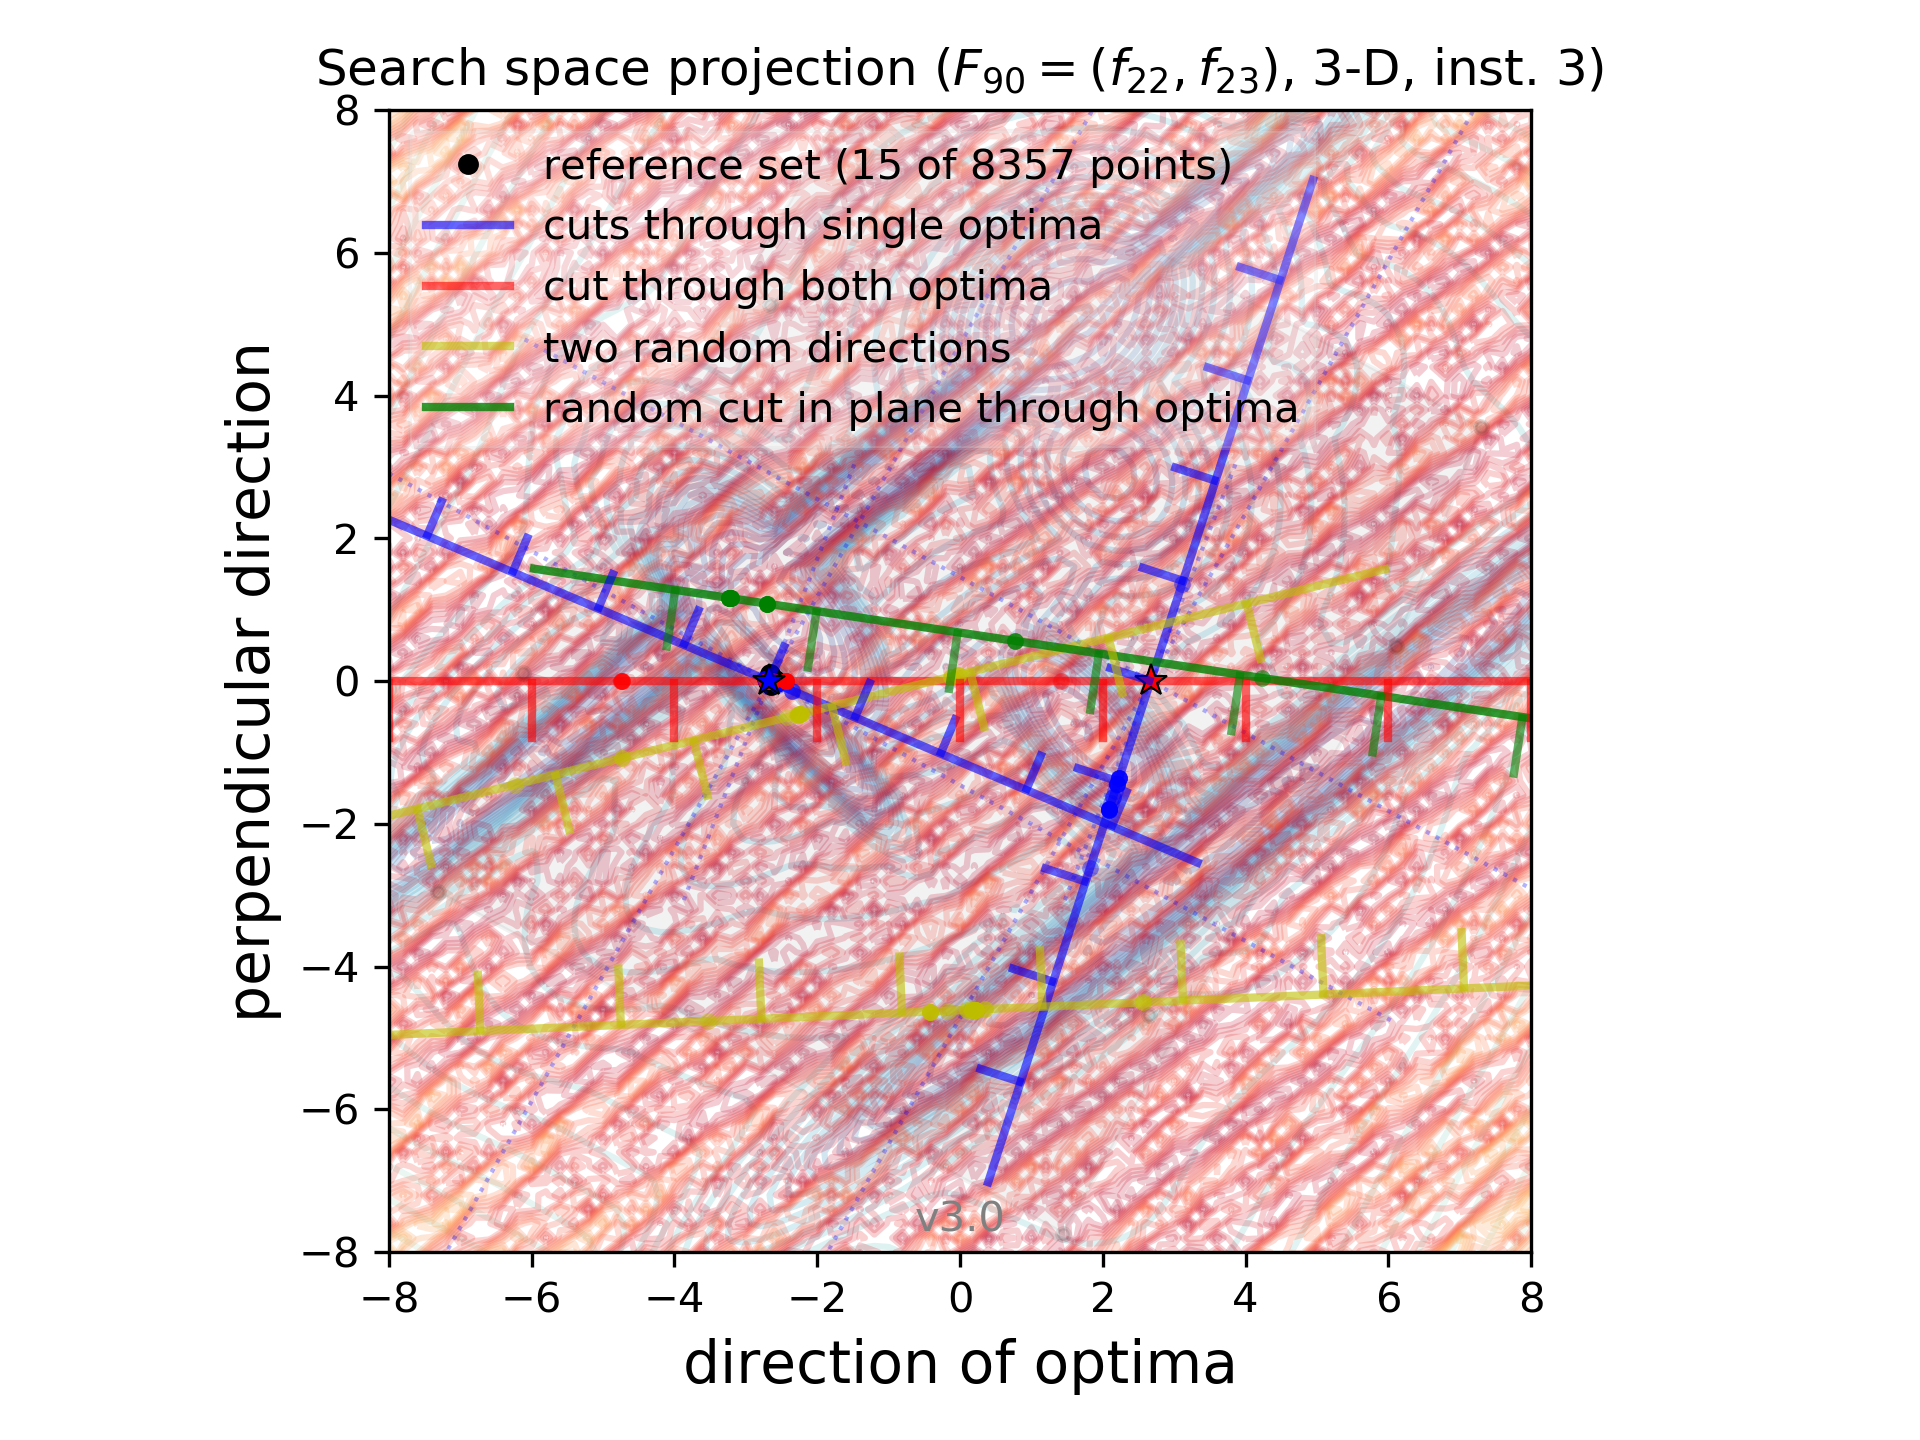 Search space projection (F₉₀ = (f₂₂, f₂₃), 3-D, inst. 3)
8
6
4
2
0
−2
−4
−6
−8
perpendicular direction
reference set (15 of 8357 points)
cuts through single optima
cut through both optima
two random directions
random cut in plane through optima
v3.0
−8 −6 −4 −2 0 2 4 6 8
direction of optima